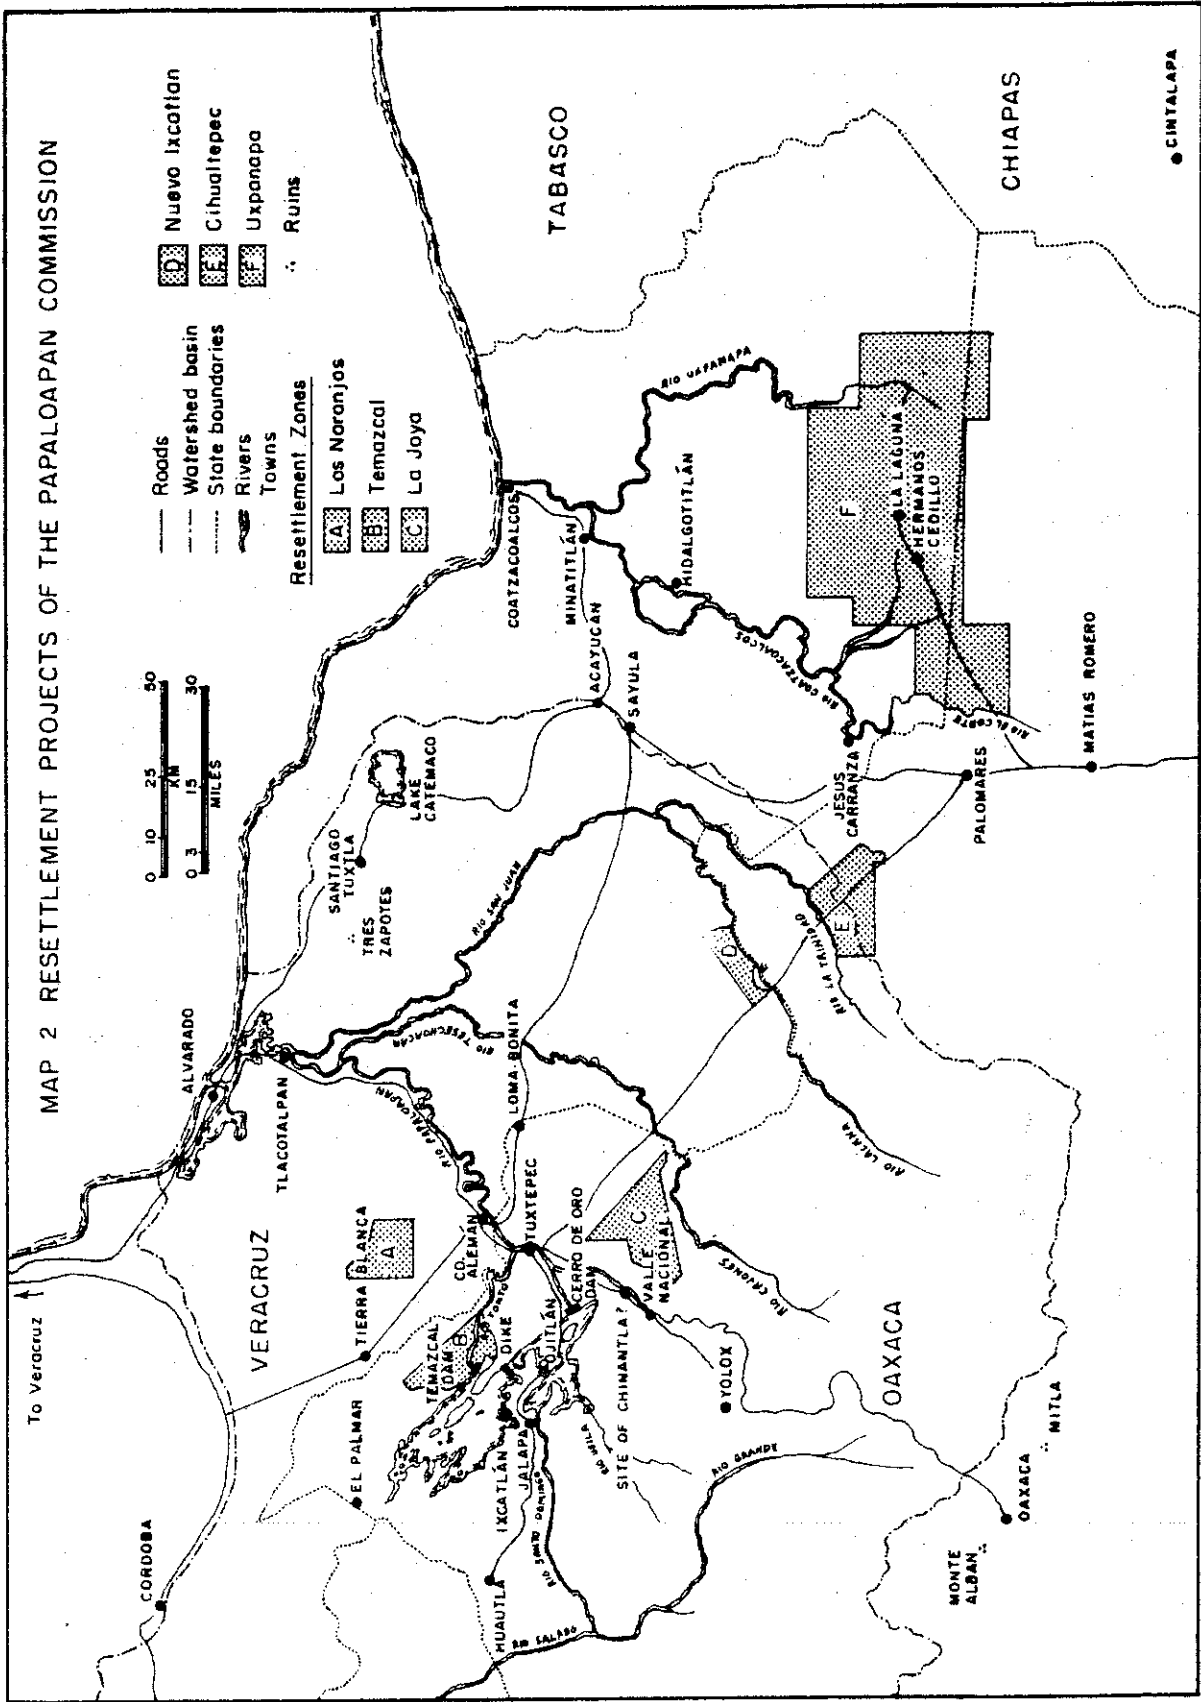 MAP 2 RESETTLEMENT PROJECTS OF THE PAPALOAPAN COMMISSION
To Veracruz
0 10 25 50
KM
0 3 15 30
MILES
Roads
Watershed basin
State boundaries
Rivers
Towns
Resettlement Zones
A Los Naranjos
B Temazcal
C La Joya
D Nuevo Ixcatlan
E Cihualtepec
F Uxpanapa
Ruins
CORDOBA
VERACRUZ
ALVARADO
TLACOTALPAN
SANTIAGO
TUXTLA
TRES
ZAPOTES
LAKE
CATEMACO
EL PALMAR
TIERRA BLANCA
A
TEMAZCAL
(DAM)
B
CD.
ALEMAN
RIO PAPALOAPAN
RIO TESECHOACAN
RIO SAN JUAN
COATZACOALCOS
TABASCO
MINATITLÁN
ACAYUCAN
SAYULA
HIDALGOTITLÁN
RIO UXPANAPA
RIO COATZACOALCOS
HUAUTLA
IXCATLÁN
JALAPA
DIKE
OJITLÁN
TONTO
TUXTEPEC
LOMA BONITA
CERRO DE ORO
DAM
RIO SANTO DOMINGO
RIO SALADO
SITE OF CHINANTLA?
VALLE
NACIONAL
C
D
E
F
RIO CAJONES
RIO LALANA
RIO LA TRINIDAD
JESUS
CARRANZA
LA LAGUNA
HERMANOS
CEDILLO
RIO EL CORTE
PALOMARES
MATIAS ROMERO
YOLOX
RIO GRANDE
OAXACA
MONTE
ALBAN
OAXACA
MITLA
CHIAPAS
CINTALAPA